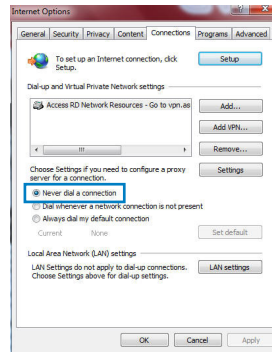 Internet Options
General Security Privacy Content Connections Programs Advanced
To set up an Internet connection, click
Setup.
Setup
Dial-up and Virtual Private Network settings
Access RD Network Resources - Go to vpn.as
Add...
Add VPN...
Remove...
Choose Settings if you need to configure a proxy
server for a connection.
Settings
Never dial a connection
Dial whenever a network connection is not present
Always dial my default connection
Current None
Set default
Local Area Network (LAN) settings
LAN Settings do not apply to dial-up connections.
Choose Settings above for dial-up settings.
LAN settings
OK Cancel Apply